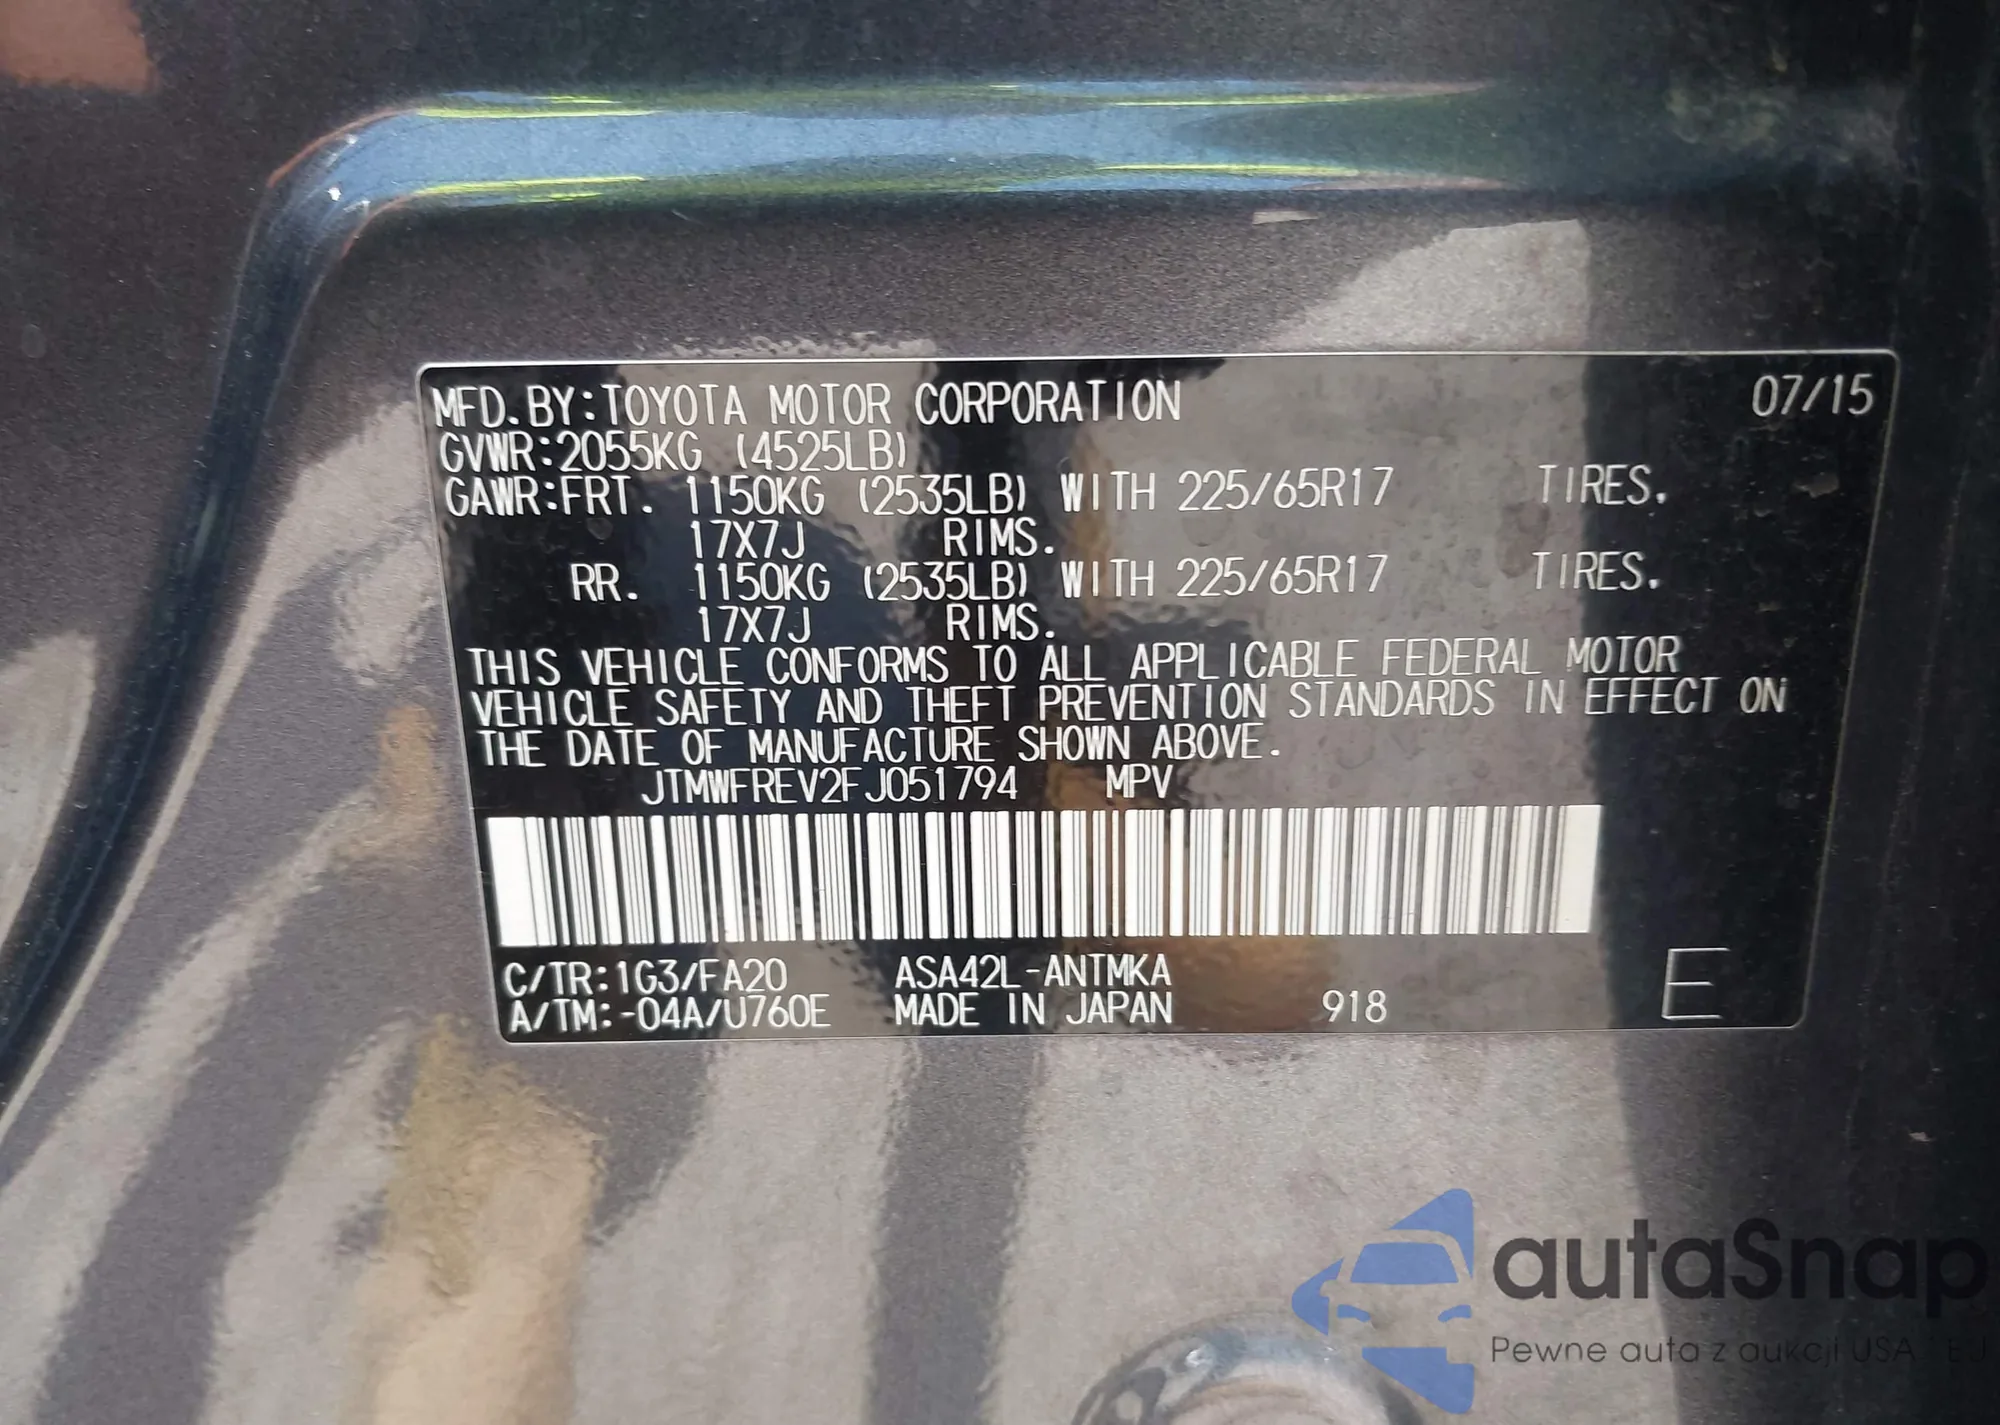 MFD.BY:TOYOTA MOTOR CORPORATION 07/15
GVWR:2055KG (4525LB)
GAWR:FRT. 1150KG (2535LB) WITH 225/65R17 TIRES.
17X7J RIMS.
RR. 1150KG (2535LB) WITH 225/65R17 TIRES.
17X7J RIMS.
THIS VEHICLE CONFORMS TO ALL APPLICABLE FEDERAL MOTOR
VEHICLE SAFETY AND THEFT PREVENTION STANDARDS IN EFFECT ON
THE DATE OF MANUFACTURE SHOWN ABOVE.
JTMWFREV2FJ051794 MPV
C/TR:1G3/FA20 ASA42L-ANTMKA
A/TM:-04A/U760E MADE IN JAPAN 918 E
autaSnap
Pewne auta z aukcji USA i EU